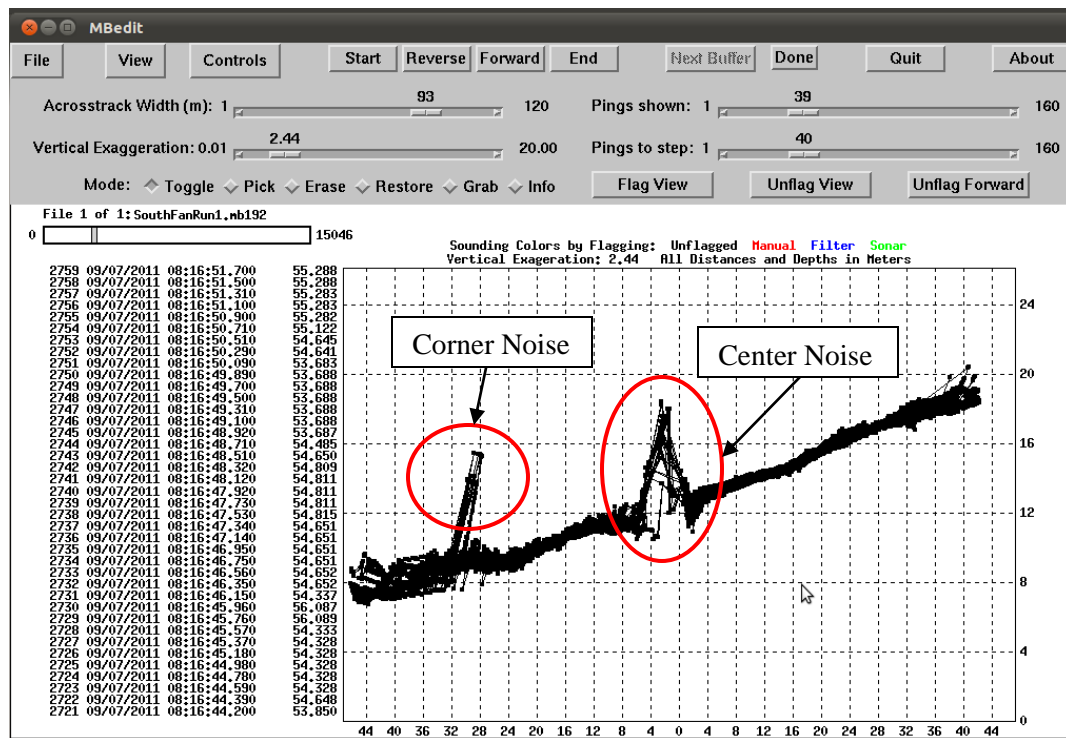 MBedit
File View Controls Start Reverse Forward End Next Buffer Done Quit About
Acrosstrack Width (m): 1 93 120 Pings shown: 1 39 160
Vertical Exaggeration: 0.01 2.44 20.00 Pings to step: 1 40 160
Mode: Toggle Pick Erase Restore Grab Info Flag View Unflag View Unflag Forward
File 1 of 1: SouthFanRun1.mb192
0 15046
Sounding Colors by Flagging: Unflagged Manual Filter Sonar
Vertical Exageration: 2.44 All Distances and Depths in Meters
2759 09/07/2011 08:16:51.700 55.288
2758 09/07/2011 08:16:51.500 55.288
2757 09/07/2011 08:16:51.310 55.283
2756 09/07/2011 08:16:51.100 55.283
2755 09/07/2011 08:16:50.900 55.282
2754 09/07/2011 08:16:50.710 55.122
2753 09/07/2011 08:16:50.510 54.645
2752 09/07/2011 08:16:50.290 54.641
2751 09/07/2011 08:16:50.090 53.683
2750 09/07/2011 08:16:49.890 53.688
2749 09/07/2011 08:16:49.700 53.688
2748 09/07/2011 08:16:49.500 53.688
2747 09/07/2011 08:16:49.310 53.688
2746 09/07/2011 08:16:49.100 53.688
2745 09/07/2011 08:16:48.920 53.687
2744 09/07/2011 08:16:48.710 54.485
2743 09/07/2011 08:16:48.510 54.650
2742 09/07/2011 08:16:48.320 54.809
2741 09/07/2011 08:16:48.120 54.811
2740 09/07/2011 08:16:47.920 54.811
2739 09/07/2011 08:16:47.730 54.811
2738 09/07/2011 08:16:47.530 54.815
2737 09/07/2011 08:16:47.340 54.651
2736 09/07/2011 08:16:47.140 54.651
2735 09/07/2011 08:16:46.950 54.651
2734 09/07/2011 08:16:46.750 54.651
2733 09/07/2011 08:16:46.560 54.652
2732 09/07/2011 08:16:46.350 54.652
2731 09/07/2011 08:16:46.150 54.337
2730 09/07/2011 08:16:45.960 56.087
2729 09/07/2011 08:16:45.760 56.089
2728 09/07/2011 08:16:45.570 54.333
2727 09/07/2011 08:16:45.370 54.328
2726 09/07/2011 08:16:45.180 54.328
2725 09/07/2011 08:16:44.980 54.328
2724 09/07/2011 08:16:44.780 54.328
2723 09/07/2011 08:16:44.590 54.328
2722 09/07/2011 08:16:44.390 54.648
2721 09/07/2011 08:16:44.200 53.850
Corner Noise
Center Noise
24
20
16
12
8
4
0
44 40 36 32 28 24 20 16 12 8 4 0 4 8 12 16 20 24 28 32 36 40 44